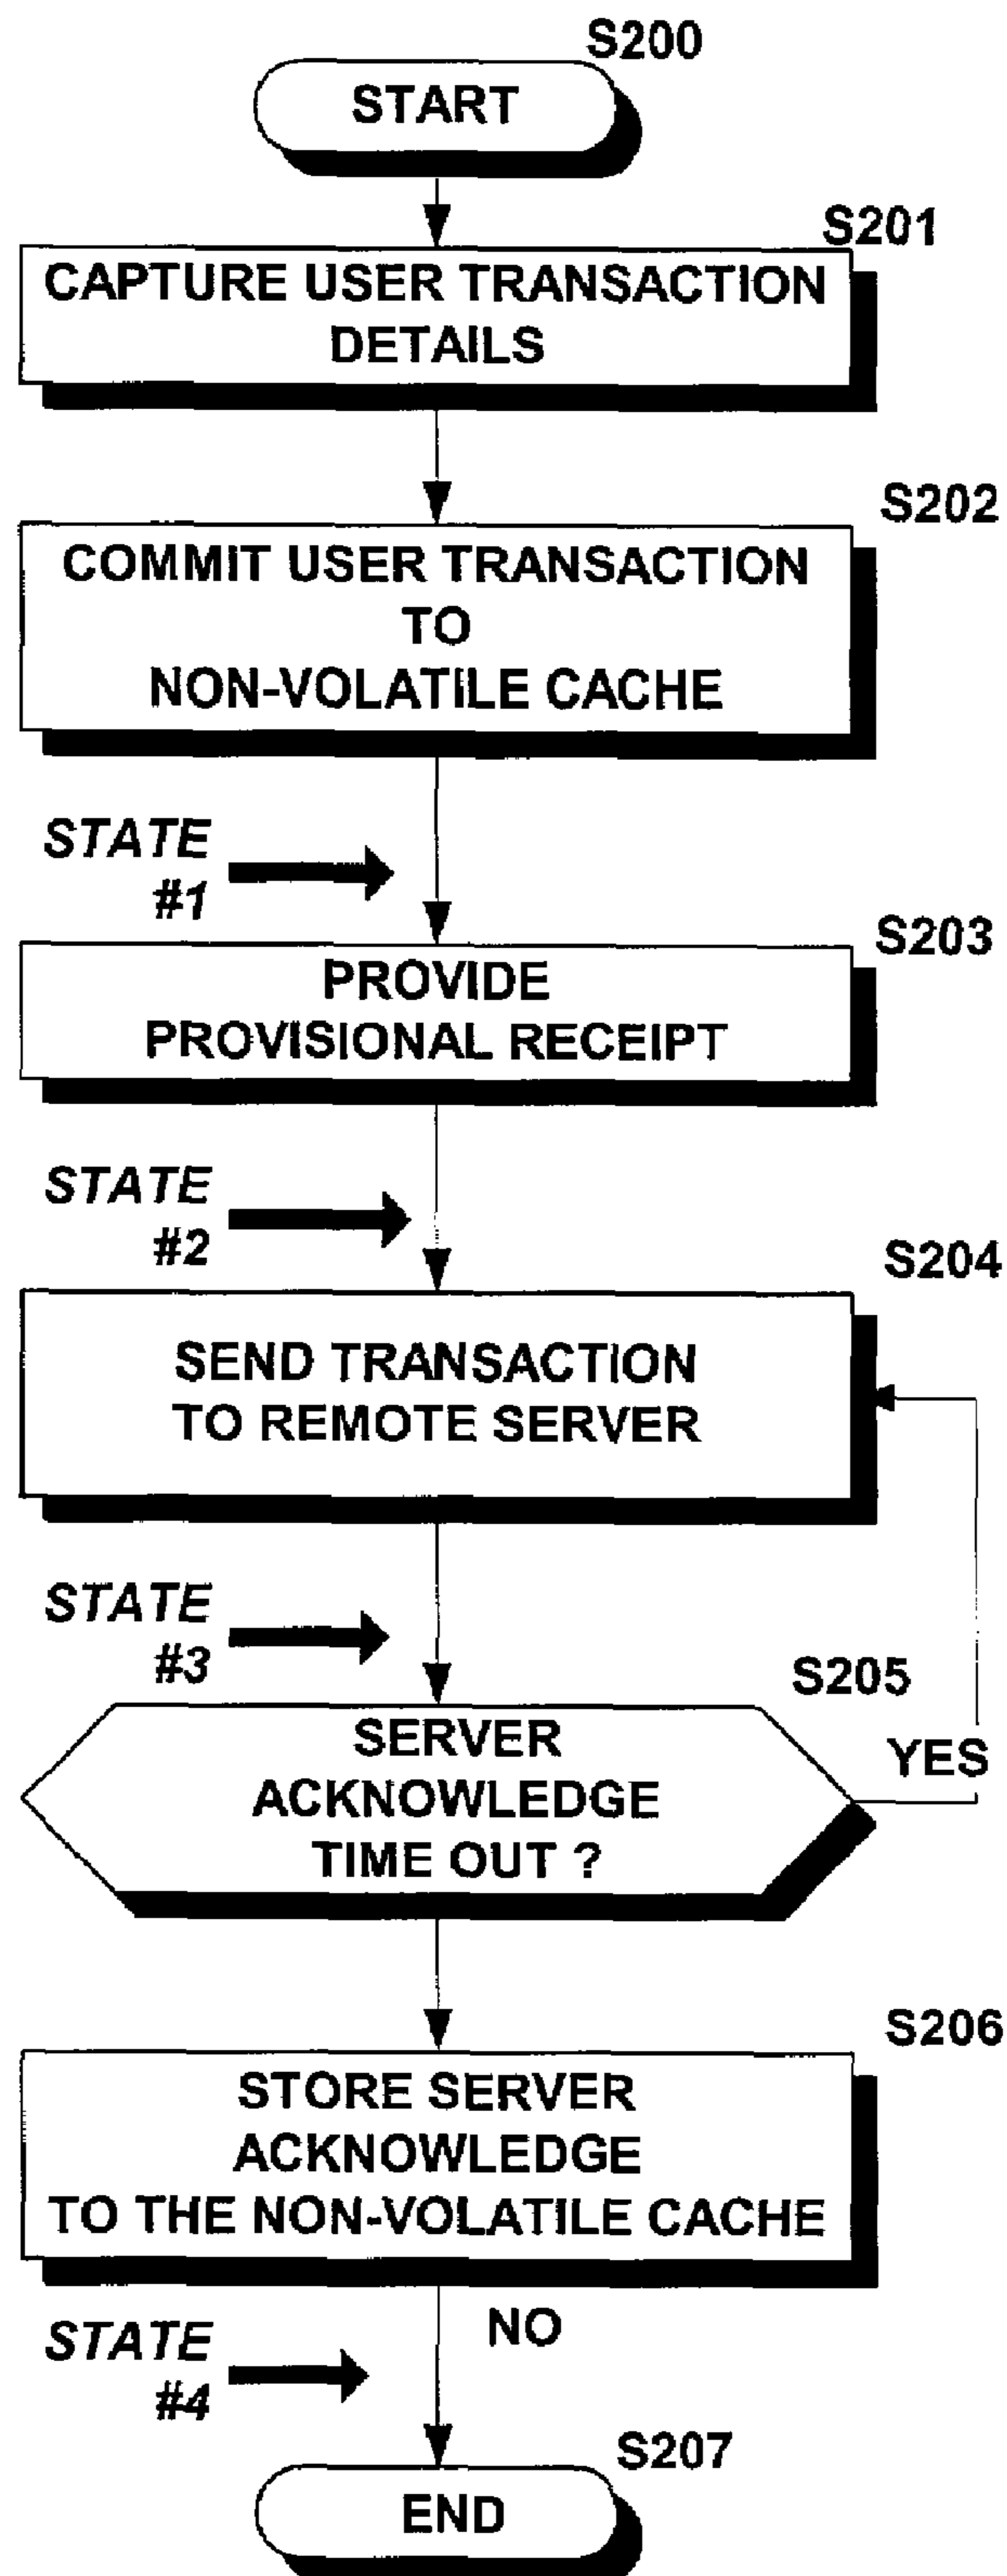 S200
START
S201
CAPTURE USER TRANSACTION
DETAILS
S202
COMMIT USER TRANSACTION
TO
NON-VOLATILE CACHE
STATE
#1
S203
PROVIDE
PROVISIONAL RECEIPT
STATE
#2
S204
SEND TRANSACTION
TO REMOTE SERVER
STATE
#3
S205
SERVER
ACKNOWLEDGE
TIME OUT ?
YES
S206
STORE SERVER
ACKNOWLEDGE
TO THE NON-VOLATILE CACHE
NO
STATE
#4
S207
END